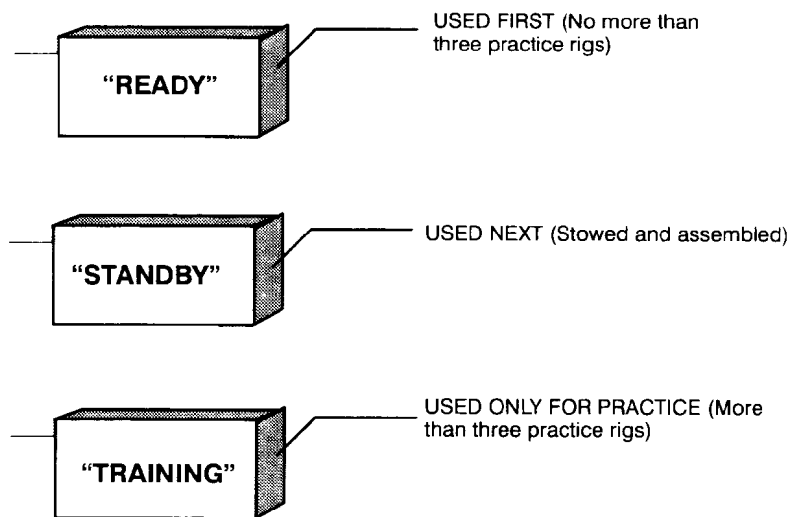 “READY”
USED FIRST (No more than
three practice rigs)
“STANDBY”
USED NEXT (Stowed and assembled)
“TRAINING”
USED ONLY FOR PRACTICE (More
than three practice rigs)